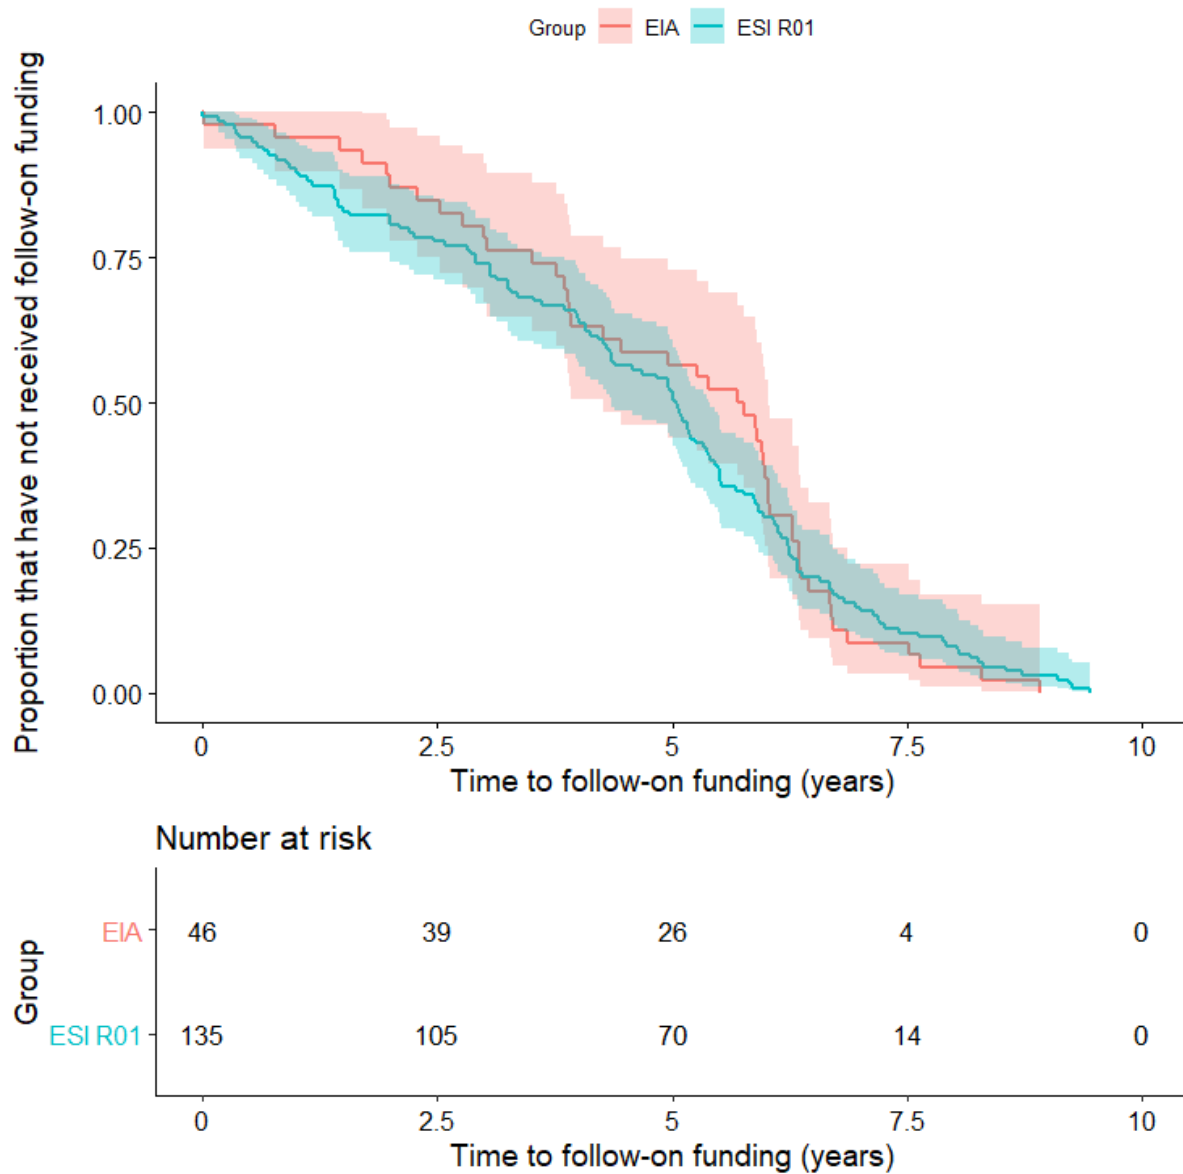 Group EIA ESI R01
Proportion that have not received follow-on funding
1.00
0.75
0.50
0.25
0.00
0 2.5 5 7.5 10
Time to follow-on funding (years)
Number at risk
Group
EIA 46 39 26 4 0
ESI R01 135 105 70 14 0
0 2.5 5 7.5 10
Time to follow-on funding (years)